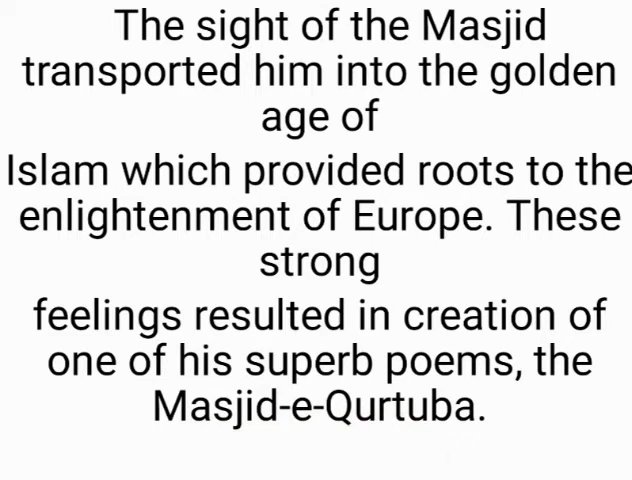 The sight of the Masjid
transported him into the golden
age of
Islam which provided roots to the
enlightenment of Europe. These
strong
feelings resulted in creation of
one of his superb poems, the
Masjid-e-Qurtuba.